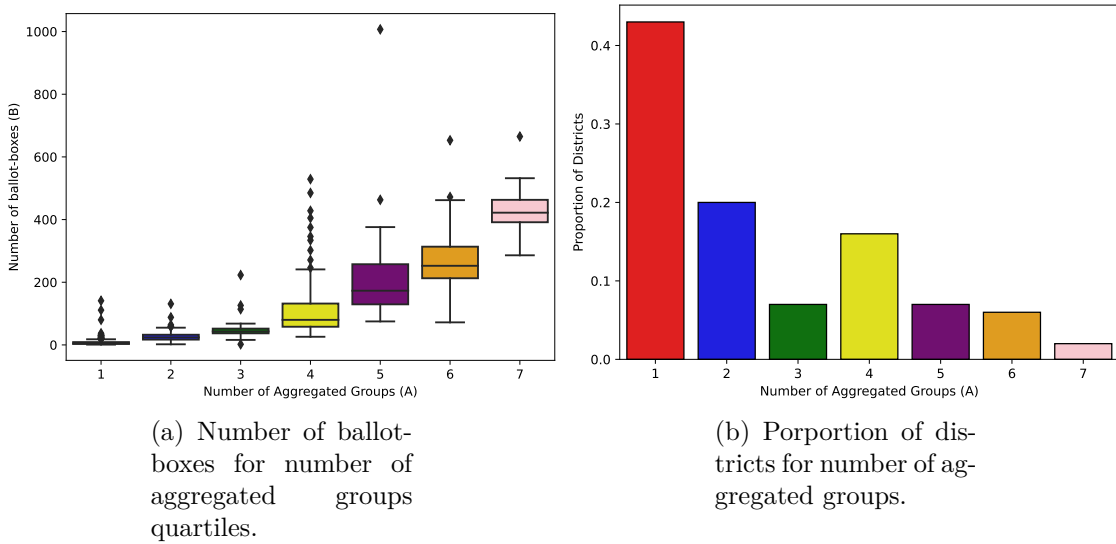 1000
800
600
400
200
0
Number of ballot-boxes (B)
1 2 3 4 5 6 7
Number of Aggregated Groups (A)
(a) Number of ballot-
boxes for number of
aggregated groups
quartiles.
0.4
0.3
0.2
0.1
0.0
Proportion of Districts
1 2 3 4 5 6 7
Number of Aggregated Groups (A)
(b) Porportion of dis-
tricts for number of ag-
gregated groups.